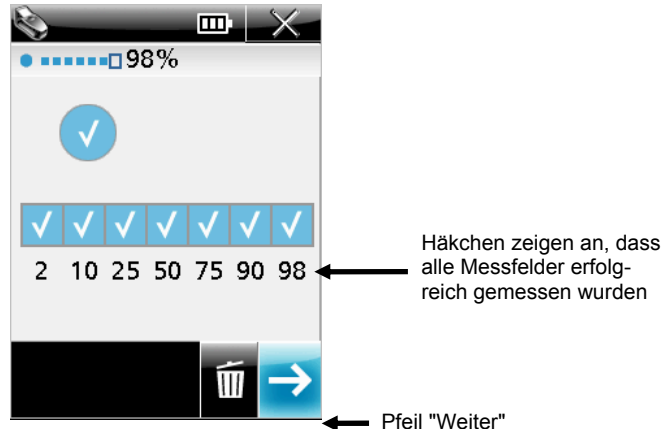 98%
2 10 25 50 75 90 98
Häkchen zeigen an, dass
alle Messfelder erfolg-
reich gemessen wurden
Pfeil "Weiter"